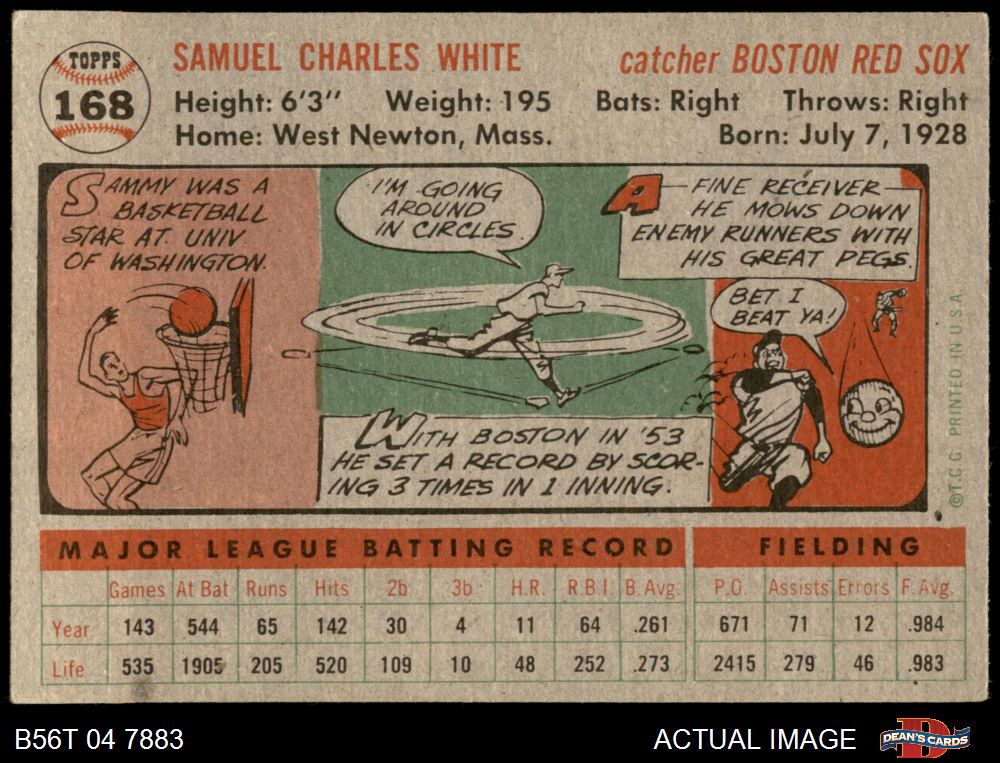 TOPPS
168
SAMUEL CHARLES WHITE
catcher BOSTON RED SOX
Height: 6'3" Weight: 195 Bats: Right Throws: Right
Home: West Newton, Mass. Born: July 7, 1928
SAMMY WAS A
BASKETBALL
STAR AT UNIV.
OF WASHINGTON.
I'M GOING
AROUND
IN CIRCLES
WITH BOSTON IN '53
HE SET A RECORD BY SCOR-
ING 3 TIMES IN 1 INNING.
A FINE RECEIVER
HE MOWS DOWN
ENEMY RUNNERS WITH
HIS GREAT PEGS.
BET I
BEAT YA!
©T.C.G. PRINTED IN U.S.A.
MAJOR LEAGUE BATTING RECORD FIELDING
Games At Bat Runs Hits 2b 3b H.R. R.B.I. B. Avg. P.O. Assists Errors F. Avg.
Year 143 544 65 142 30 4 11 64 .261 671 71 12 .984
Life 535 1905 205 520 109 10 48 252 .273 2415 279 46 .983
B56T 04 7883
ACTUAL IMAGE
D
DEAN'S CARDS